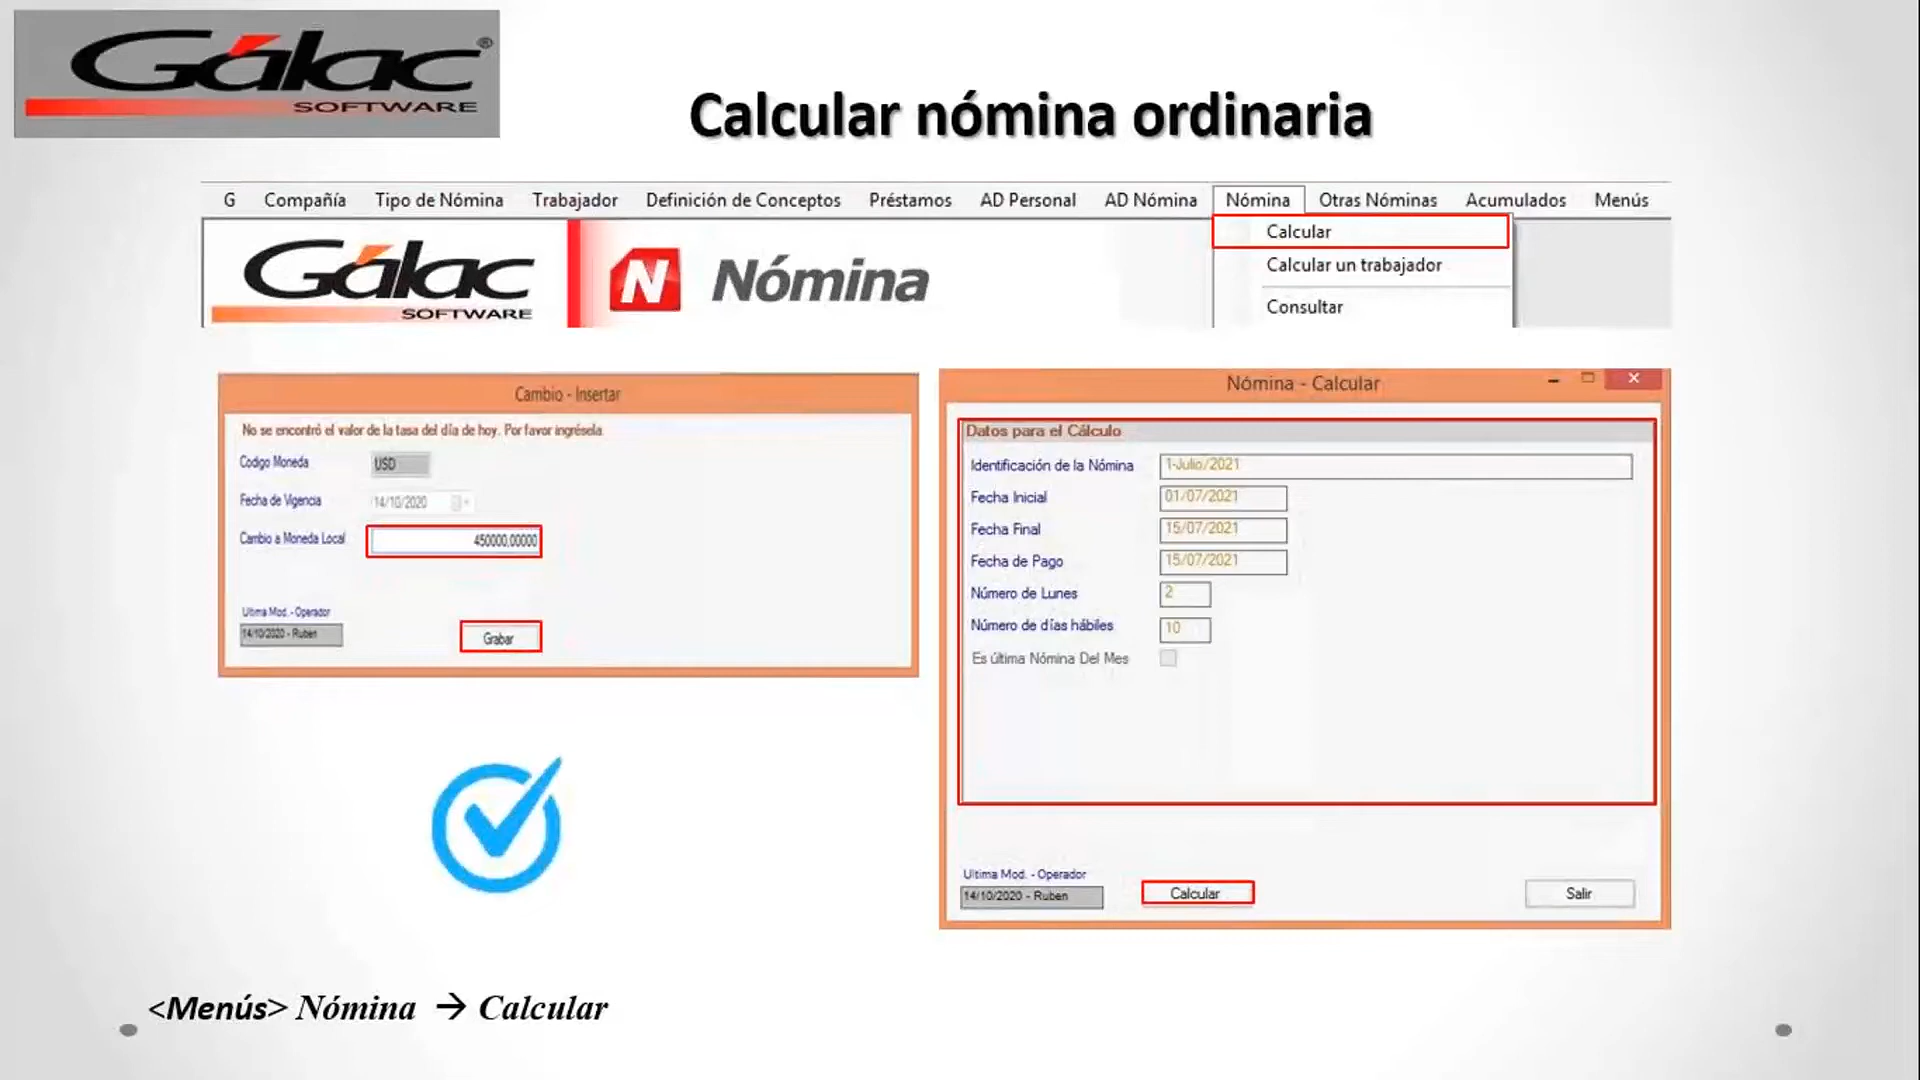 Gálac®
SOFTWARE
Calcular nómina ordinaria
G Compañía Tipo de Nómina Trabajador Definición de Conceptos Préstamos AD Personal AD Nómina Nómina Otras Nóminas Acumulados Menús
Calcular
Calcular un trabajador
Consultar
Gálac
SOFTWARE
N Nómina
Cambio - Insertar
No se encontró el valor de la tasa del día de hoy. Por favor ingrésela
Codigo Moneda USD
Fecha de Vigencia 14/10/2020
Cambio a Moneda Local 450000,00000
Ultima Mod. - Operador
14/10/2020 - Ruben
Grabar
Nómina - Calcular
Datos para el Cálculo
Identificación de la Nómina 1-Julio/2021
Fecha Inicial 01/07/2021
Fecha Final 15/07/2021
Fecha de Pago 15/07/2021
Número de Lunes 2
Número de días hábiles 10
Es última Nómina Del Mes
Ultima Mod. - Operador
14/10/2020 - Ruben
Calcular
Salir
<Menús> Nómina → Calcular